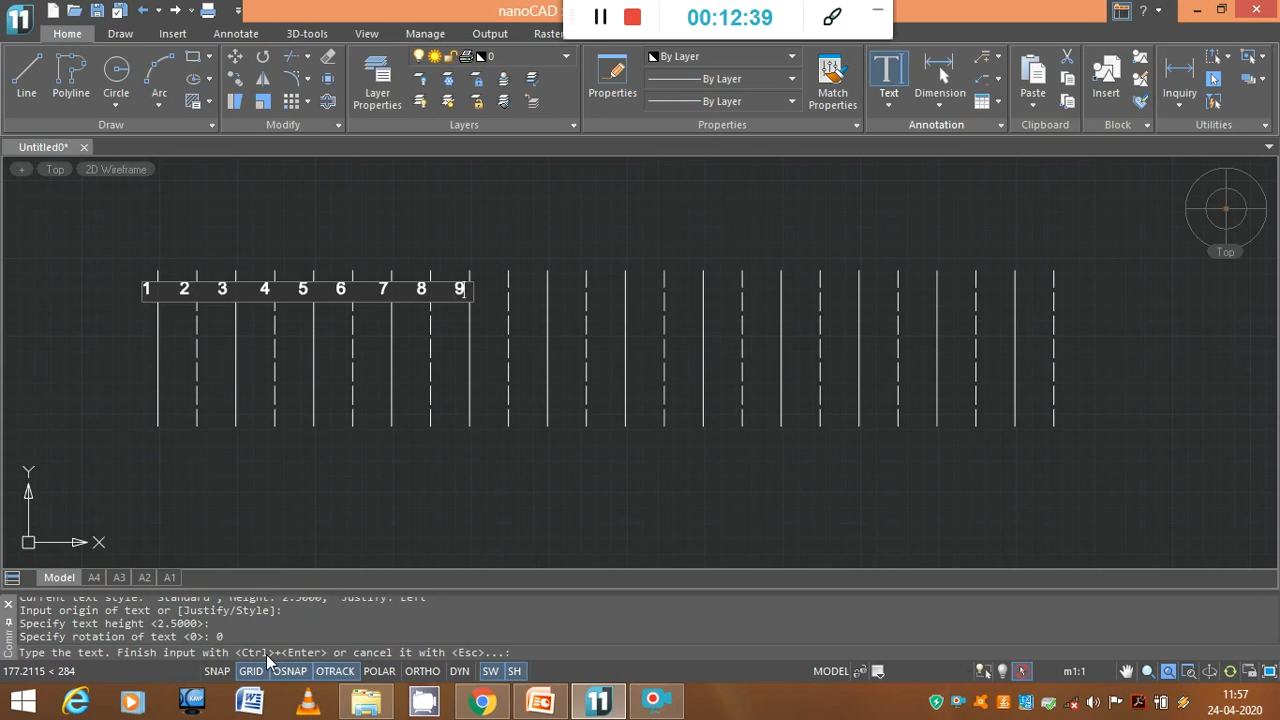 11
nanoCAD
00:12:39
?
Home
Draw
Insert
Annotate
3D-tools
View
Manage
Output
Raster
Line
Polyline
Circle
Arc
Draw
Modify
Layer
Properties
0
Layers
Properties
By Layer
By Layer
By Layer
Match
Properties
Properties
Text
Dimension
Annotation
Paste
Clipboard
Insert
Block
Inquiry
Utilities
Untitled0*
+ Top 2D Wireframe
Top
1 2 3 4 5 6 7 8 9
Y
X
Model A4 A3 A2 A1
Input origin of text or [Justify/Style]:
Specify text height <2.5000>:
Specify rotation of text <0>: 0
Type the text. Finish input with <Ctrl>+<Enter> or cancel it with <Esc>...:
177.2115 < 284
SNAP GRID OSNAP OTRACK POLAR ORTHO DYN SW SH
MODEL
m1:1
11:57
24-04-2020